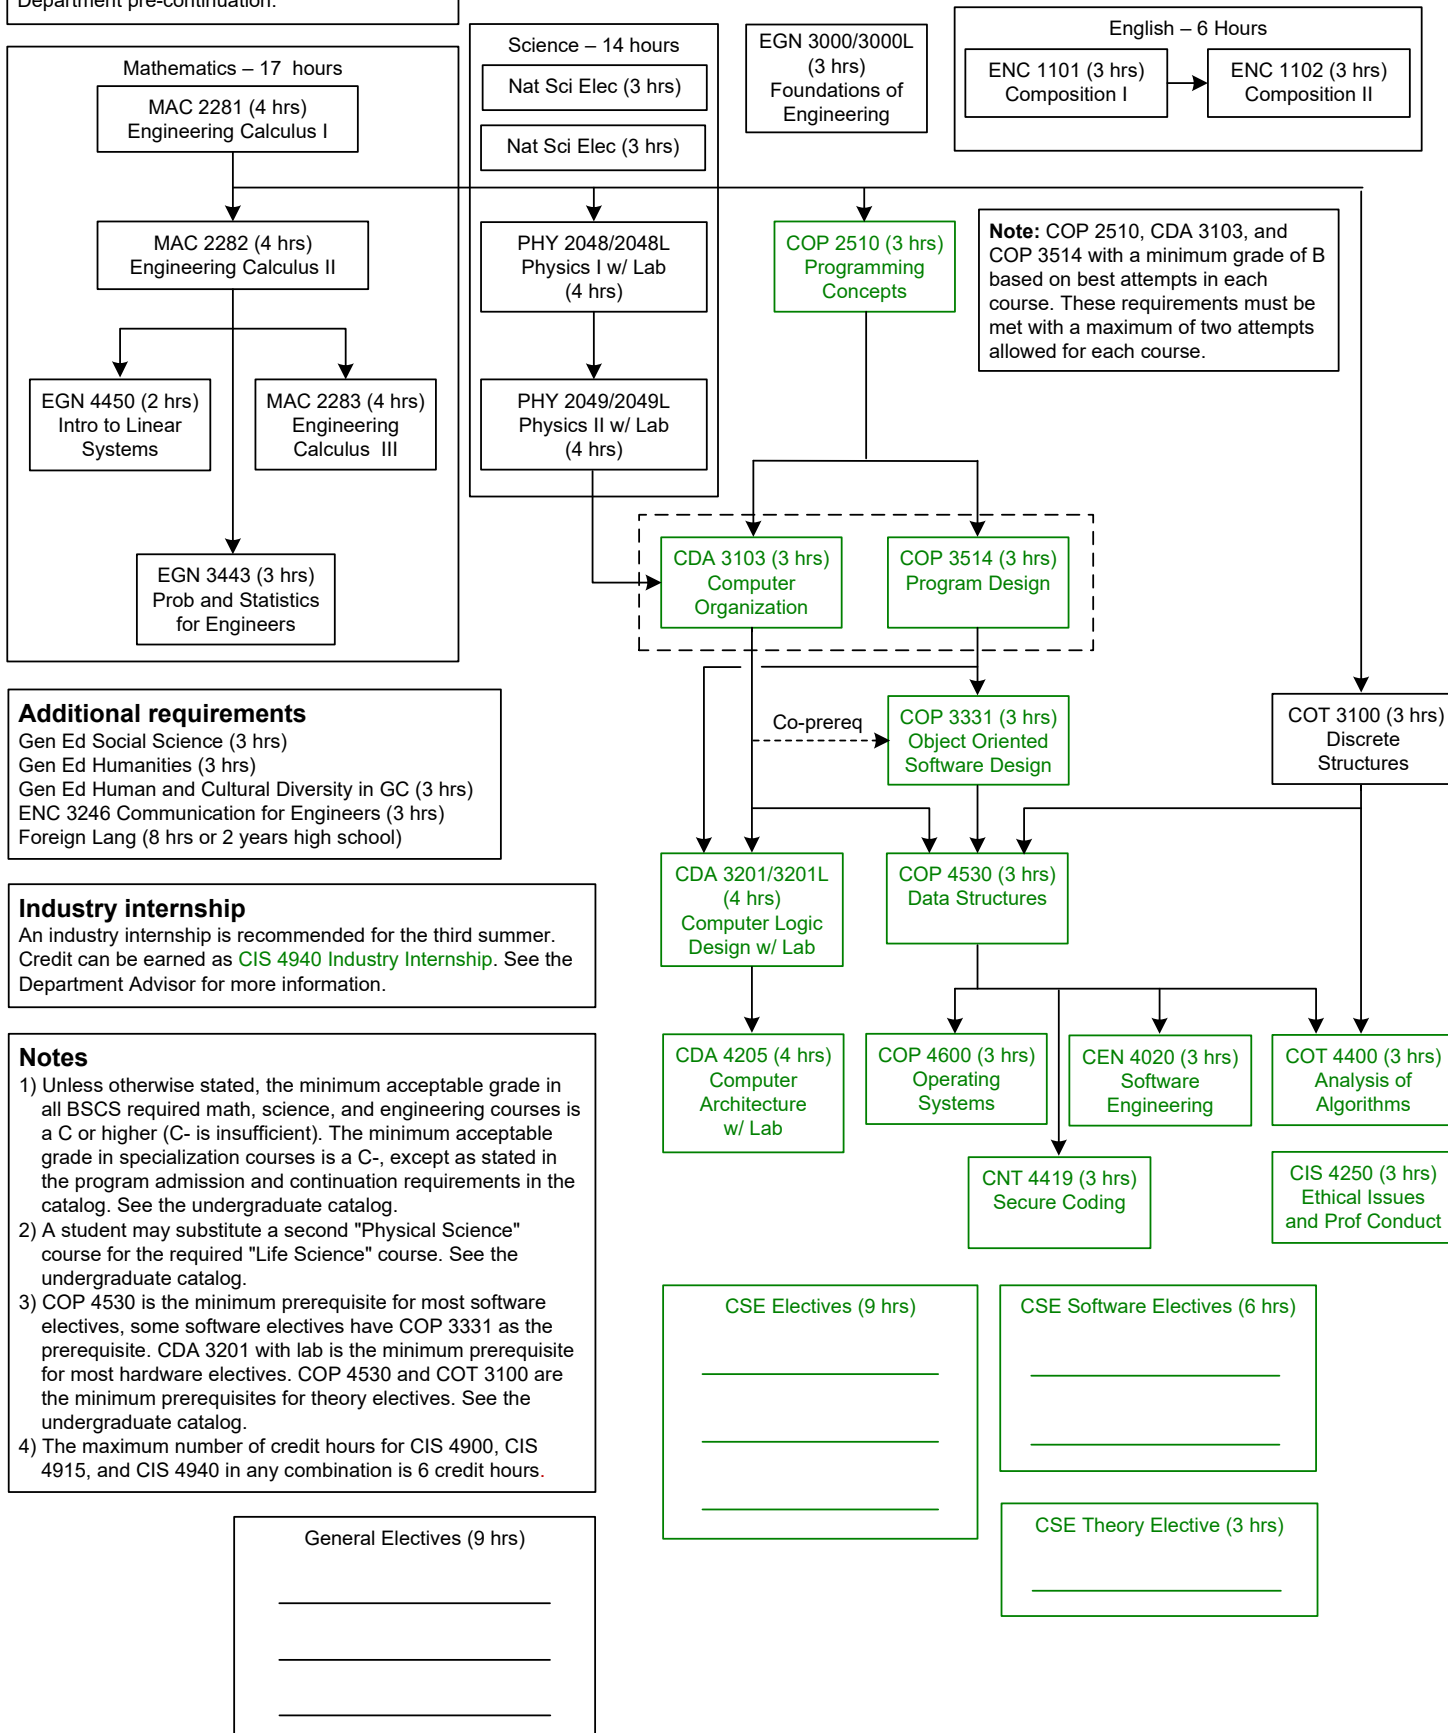 Department pre-continuation.
Mathematics – 17  hours
MAC 2281 (4 hrs)
Engineering Calculus I
MAC 2282 (4 hrs)
Engineering Calculus II
EGN 4450 (2 hrs)
Intro to Linear
Systems
MAC 2283 (4 hrs)
Engineering
Calculus  III
EGN 3443 (3 hrs)
Prob and Statistics
for Engineers
Science – 14 hours
Nat Sci Elec (3 hrs)
Nat Sci Elec (3 hrs)
PHY 2048/2048L
Physics I w/ Lab
(4 hrs)
PHY 2049/2049L
Physics II w/ Lab
(4 hrs)
EGN 3000/3000L
(3 hrs)
Foundations of
Engineering
English – 6 Hours
ENC 1101 (3 hrs)
Composition I
ENC 1102 (3 hrs)
Composition II
COP 2510 (3 hrs)
Programming
Concepts
Note: COP 2510, CDA 3103, and
COP 3514 with a minimum grade of B
based on best attempts in each
course. These requirements must be
met with a maximum of two attempts
allowed for each course.
CDA 3103 (3 hrs)
Computer
Organization
COP 3514 (3 hrs)
Program Design
Co-prereq
COP 3331 (3 hrs)
Object Oriented
Software Design
COT 3100 (3 hrs)
Discrete
Structures
CDA 3201/3201L
(4 hrs)
Computer Logic
Design w/ Lab
COP 4530 (3 hrs)
Data Structures
CDA 4205 (4 hrs)
Computer
Architecture
w/ Lab
COP 4600 (3 hrs)
Operating
Systems
CEN 4020 (3 hrs)
Software
Engineering
COT 4400 (3 hrs)
Analysis of
Algorithms
CNT 4419 (3 hrs)
Secure Coding
CIS 4250 (3 hrs)
Ethical Issues
and Prof Conduct
Additional requirements
Gen Ed Social Science (3 hrs)
Gen Ed Humanities (3 hrs)
Gen Ed Human and Cultural Diversity in GC (3 hrs)
ENC 3246 Communication for Engineers (3 hrs)
Foreign Lang (8 hrs or 2 years high school)
Industry internship
An industry internship is recommended for the third summer.
Credit can be earned as CIS 4940 Industry Internship. See the
Department Advisor for more information.
Notes
1) Unless otherwise stated, the minimum acceptable grade in
all BSCS required math, science, and engineering courses is
a C or higher (C- is insufficient). The minimum acceptable
grade in specialization courses is a C-, except as stated in
the program admission and continuation requirements in the
catalog. See the undergraduate catalog.
2) A student may substitute a second "Physical Science"
course for the required "Life Science" course. See the
undergraduate catalog.
3) COP 4530 is the minimum prerequisite for most software
electives, some software electives have COP 3331 as the
prerequisite. CDA 3201 with lab is the minimum prerequisite
for most hardware electives. COP 4530 and COT 3100 are
the minimum prerequisites for theory electives. See the
undergraduate catalog.
4) The maximum number of credit hours for CIS 4900, CIS
4915, and CIS 4940 in any combination is 6 credit hours.
CSE Electives (9 hrs)
CSE Software Electives (6 hrs)
CSE Theory Elective (3 hrs)
General Electives (9 hrs)